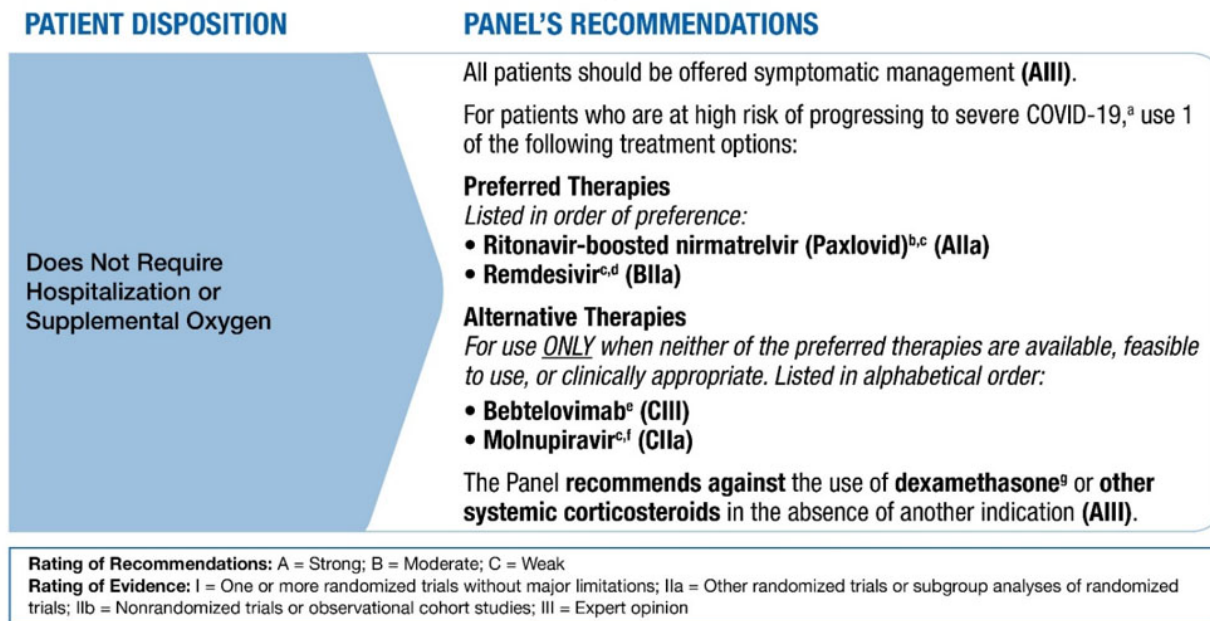 PATIENT DISPOSITION
PANEL'S RECOMMENDATIONS
Does Not Require
Hospitalization or
Supplemental Oxygen
All patients should be offered symptomatic management (AIII).
For patients who are at high risk of progressing to severe COVID-19,ᵃ use 1
of the following treatment options:
Preferred Therapies
Listed in order of preference:
• Ritonavir-boosted nirmatrelvir (Paxlovid)ᵇ,ᶜ (AIIa)
• Remdesivirᶜ,ᵈ (BIIa)
Alternative Therapies
For use ONLY when neither of the preferred therapies are available, feasible
to use, or clinically appropriate. Listed in alphabetical order:
• Bebtelovimabᵉ (CIII)
• Molnupiravirᶜ,ᶠ (CIIa)
The Panel recommends against the use of dexamethasoneᵍ or other
systemic corticosteroids in the absence of another indication (AIII).
Rating of Recommendations: A = Strong; B = Moderate; C = Weak
Rating of Evidence: I = One or more randomized trials without major limitations; IIa = Other randomized trials or subgroup analyses of randomized
trials; IIb = Nonrandomized trials or observational cohort studies; III = Expert opinion